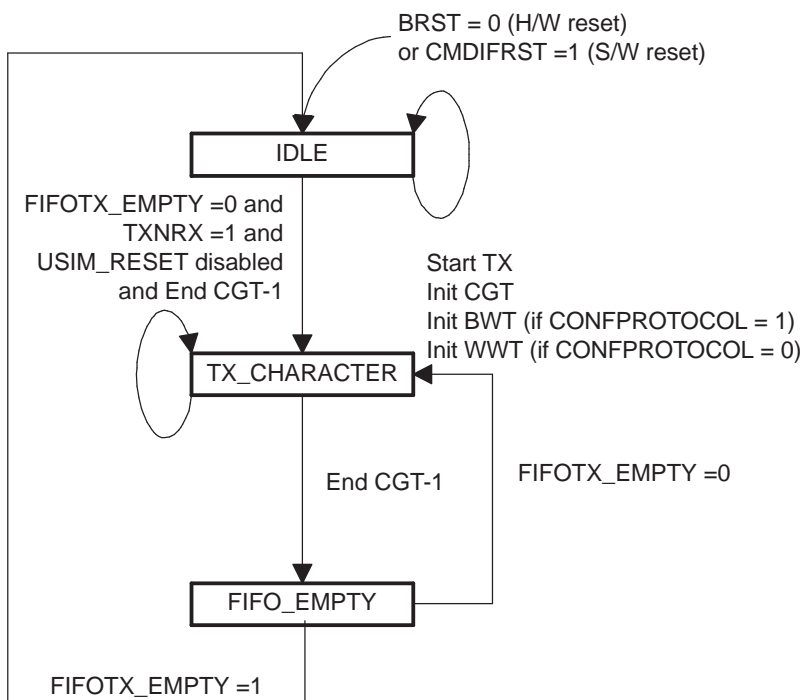 BRST = 0 (H/W reset)
or CMDIFRST =1 (S/W reset)
IDLE
FIFOTX_EMPTY =0 and
TXNRX =1 and
USIM_RESET disabled
and End CGT-1
Start TX
Init CGT
Init BWT (if CONFPROTOCOL = 1)
Init WWT (if CONFPROTOCOL = 0)
TX_CHARACTER
End CGT-1
FIFOTX_EMPTY =0
FIFO_EMPTY
FIFOTX_EMPTY =1